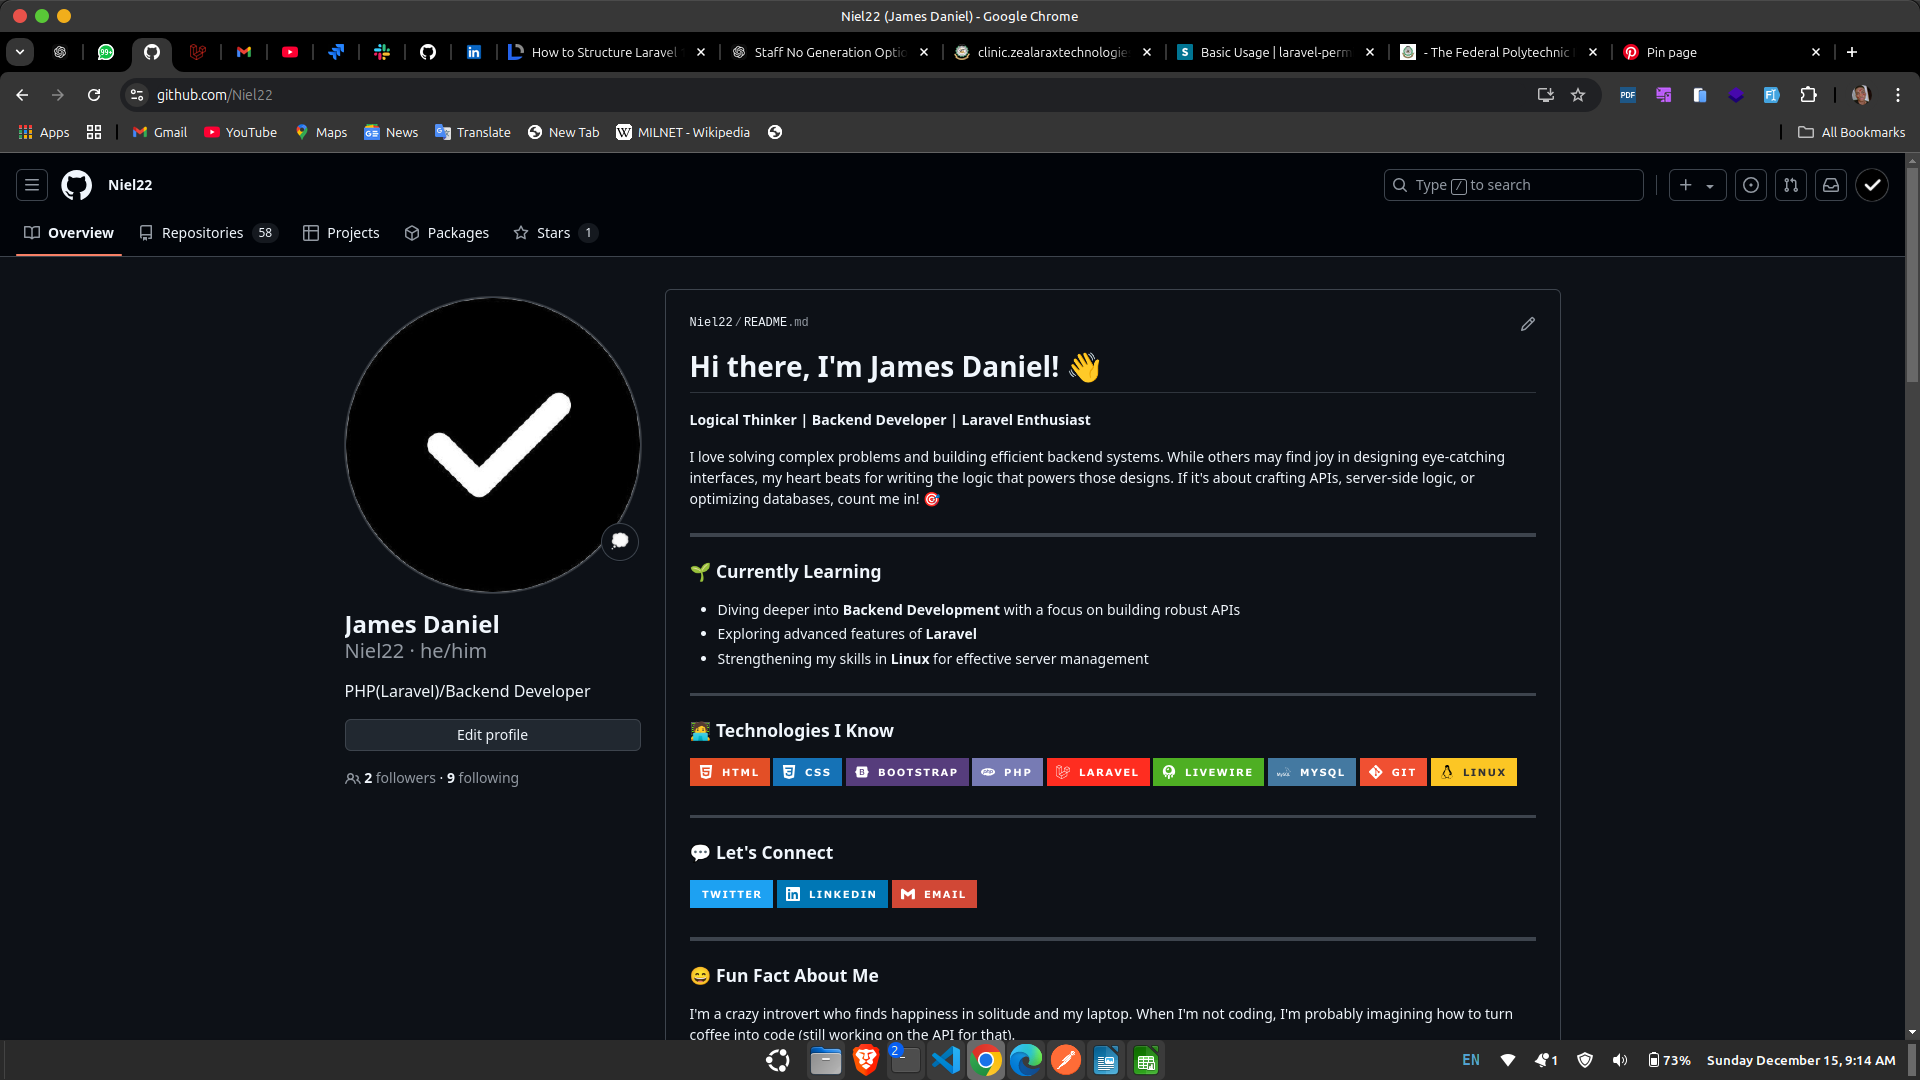 Niel22 (James Daniel) - Google Chrome
99+
How to Structure Laravel
Staff No Generation Optio
clinic.zealaraxtechnologie
S
Basic Usage | laravel-perm
- The Federal Polytechnic
Pin page
github.com/Niel22
PDF
Apps
Gmail
YouTube
Maps
News
Translate
New Tab
W
MILNET - Wikipedia
All Bookmarks
Niel22
Type / to search
Overview
Repositories 58
Projects
Packages
Stars 1
Niel22/README.md
Hi there, I'm James Daniel! 👋
Logical Thinker | Backend Developer | Laravel Enthusiast
I love solving complex problems and building efficient backend systems. While others may find joy in designing eye-catching
interfaces, my heart beats for writing the logic that powers those designs. If it's about crafting APIs, server-side logic, or
optimizing databases, count me in! 🎯
🌱 Currently Learning
• Diving deeper into Backend Development with a focus on building robust APIs
• Exploring advanced features of Laravel
• Strengthening my skills in Linux for effective server management
James Daniel
Niel22 · he/him
PHP(Laravel)/Backend Developer
Edit profile
2 followers · 9 following
🧑‍💻 Technologies I Know
HTML CSS BOOTSTRAP PHP LARAVEL LIVEWIRE MYSQL GIT LINUX
💬 Let's Connect
TWITTER LINKEDIN EMAIL
😄 Fun Fact About Me
I'm a crazy introvert who finds happiness in solitude and my laptop. When I'm not coding, I'm probably imagining how to turn
coffee into code (still working on the API for that).
2
EN
1
73%
Sunday December 15, 9:14 AM